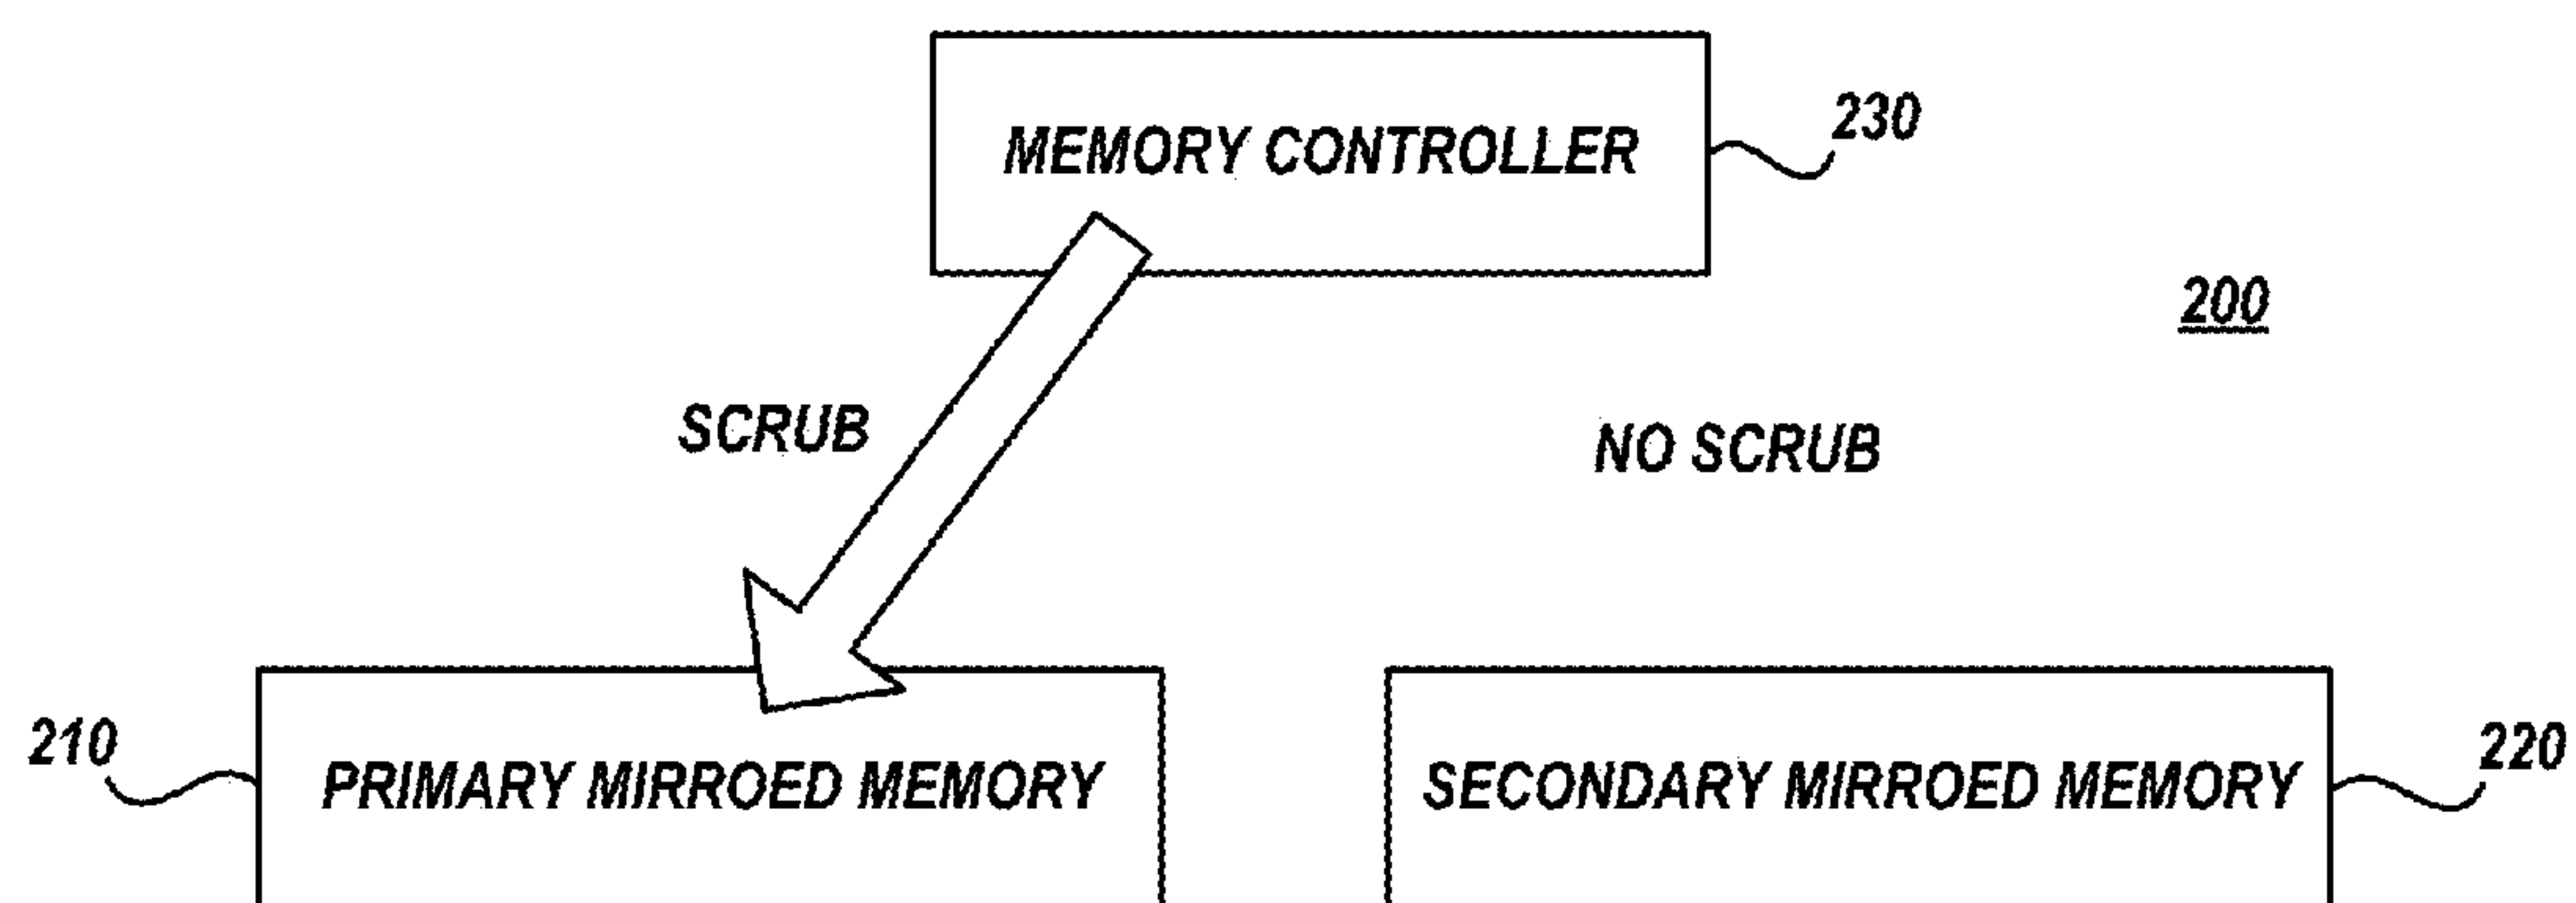 MEMORY CONTROLLER
230
200
SCRUB
NO SCRUB
210
PRIMARY MIRROED MEMORY
SECONDARY MIRROED MEMORY
220